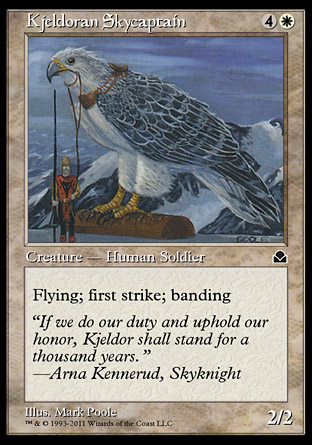 Kjeldoran Skycaptain 4
POOLE
Creature — Human Soldier
Flying; first strike; banding
“If we do our duty and uphold our
honor, Kjeldor shall stand for a
thousand years.”
—Arna Kennerud, Skyknight
Illus. Mark Poole
™ & © 1993-2011 Wizards of the Coast LLC 2/2